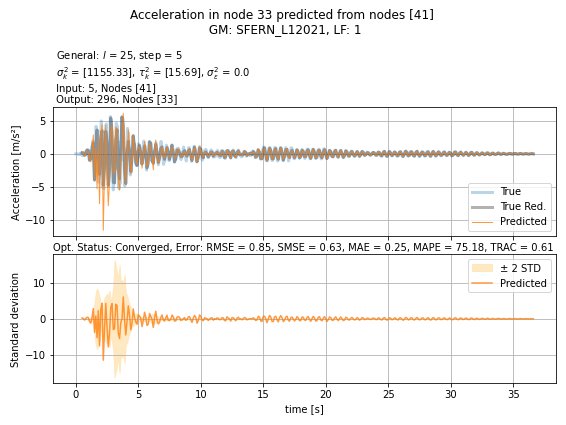 Acceleration in node 33 predicted from nodes [41]
GM: SFERN_L12021, LF: 1
General: l = 25, step = 5
σ²ₖ = [1155.33], τ²ₖ = [15.69], σ²ε = 0.0
Input: 5, Nodes [41]
Output: 296, Nodes [33]
Acceleration [m/s²]
5
0
−5
−10
True
True Red.
Predicted
Opt. Status: Converged, Error: RMSE = 0.85, SMSE = 0.63, MAE = 0.25, MAPE = 75.18, TRAC = 0.61
Standard deviation
10
0
−10
± 2 STD
Predicted
0 5 10 15 20 25 30 35
time [s]